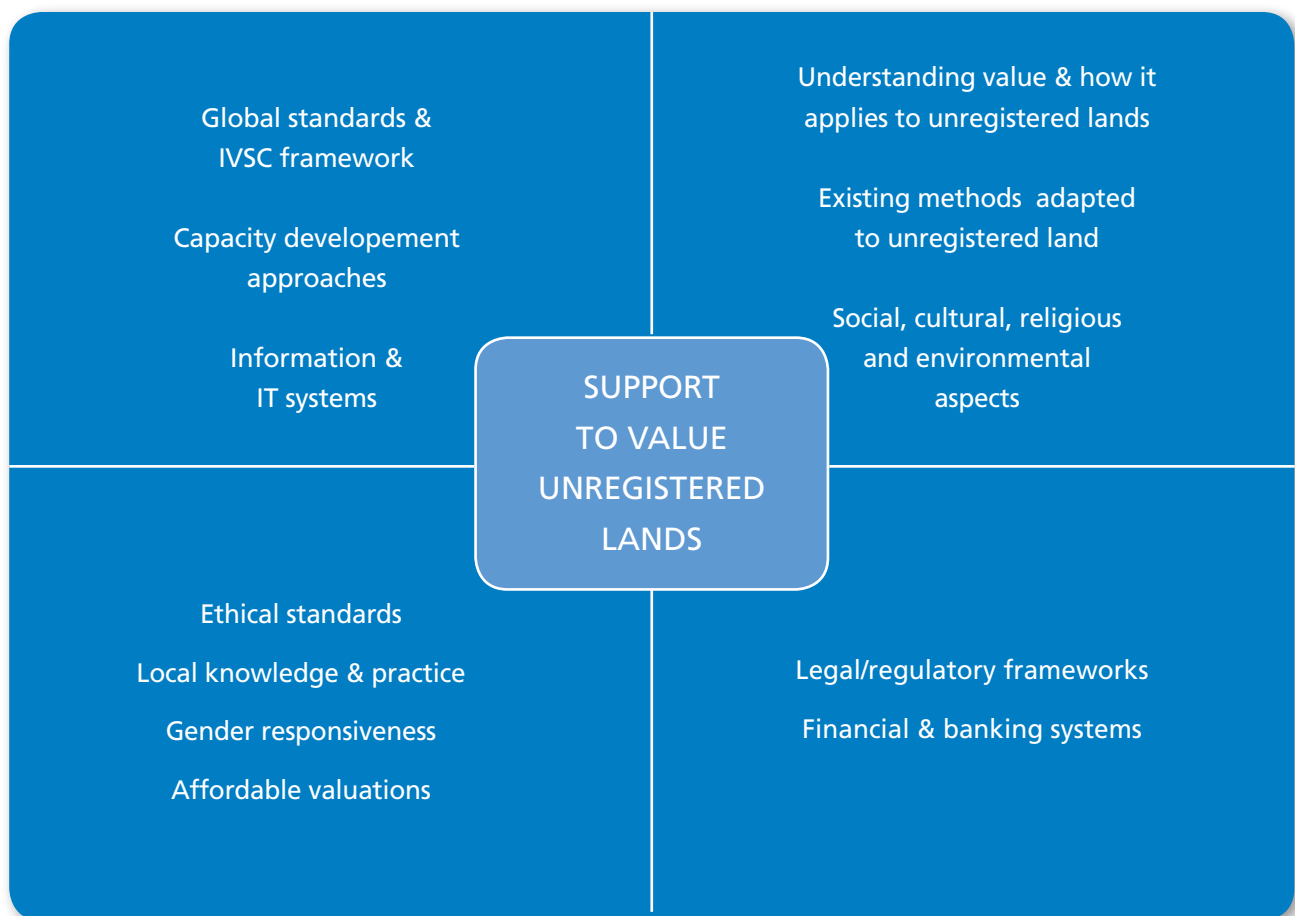 Global standards &
IVSC framework
Capacity developement
approaches
Information &
IT systems
Understanding value & how it
applies to unregistered lands
Existing methods adapted
to unregistered land
Social, cultural, religious
and environmental
aspects
SUPPORT
TO VALUE
UNREGISTERED
LANDS
Ethical standards
Local knowledge & practice
Gender responsiveness
Affordable valuations
Legal/regulatory frameworks
Financial & banking systems